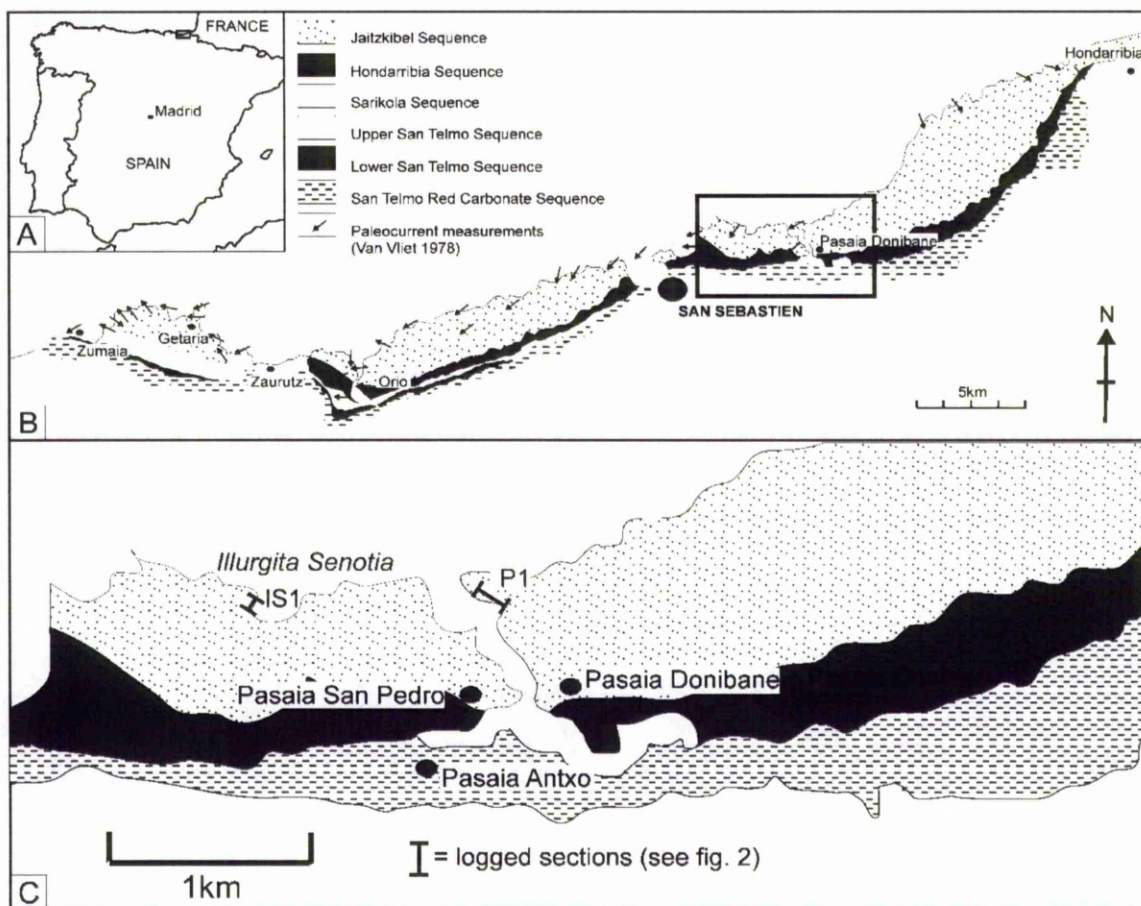 FRANCE
Madrid
SPAIN
A
Jaitzkibel Sequence
Hondarribia Sequence
Sarikola Sequence
Upper San Telmo Sequence
Lower San Telmo Sequence
San Telmo Red Carbonate Sequence
Paleocurrent measurements
(Van Vliet 1978)
Hondarribia
Pasaia Donibane
SAN SEBASTIEN
Getaria
Zumaia
Zaurutz
Orio
5km
N
B
Illurgita Senotia
IS1
P1
Pasaia San Pedro
Pasaia Donibane
Pasaia Antxo
1km
= logged sections (see fig. 2)
C